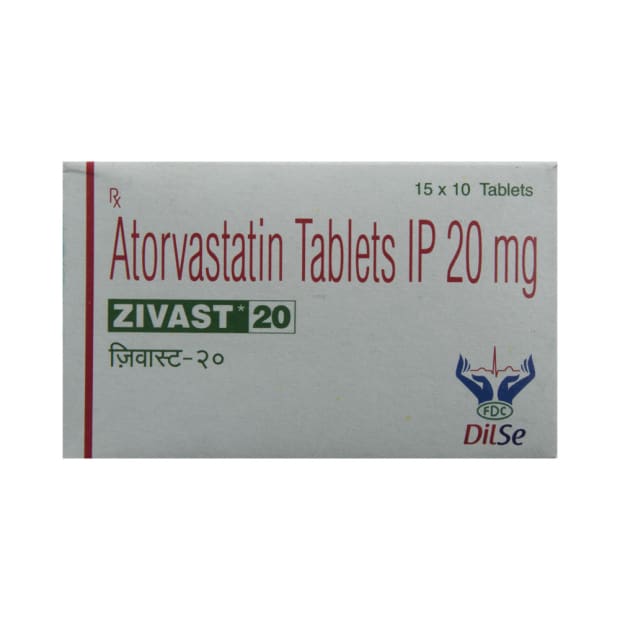 Rx
15 x 10 Tablets
Atorvastatin Tablets IP 20 mg
ZIVAST* 20
ज़िवास्ट-२०
FDC
DilSe